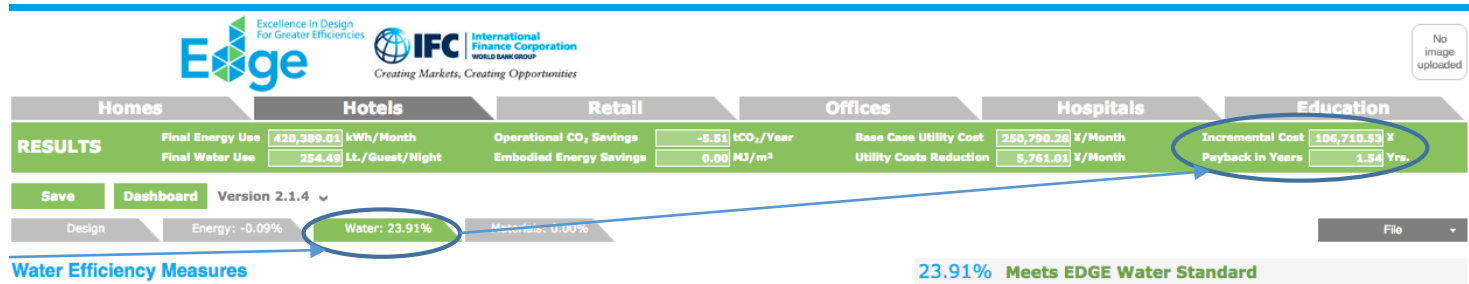 Excellence In Design
For Greater Efficiencies
Edge
IFC
International
Finance Corporation
WORLD BANK GROUP
Creating Markets, Creating Opportunities
No
image
uploaded
Homes Hotels Retail Offices Hospitals Education
RESULTS
Final Energy Use 420,389.01 kWh/Month Operational CO₂ Savings -5.51 tCO₂/Year Base Case Utility Cost 250,790.28 ¥/Month Incremental Cost 106,710.53 ¥
Final Water Use 254.49 Lt./Guest/Night Embodied Energy Savings 0.00 MJ/m² Utility Costs Reduction 5,761.01 ¥/Month Payback in Years 1.54 Yrs.
Save Dashboard Version 2.1.4
Design Energy: -0.09% Water: 23.91% Materials: 0.00% File
Water Efficiency Measures 23.91% Meets EDGE Water Standard